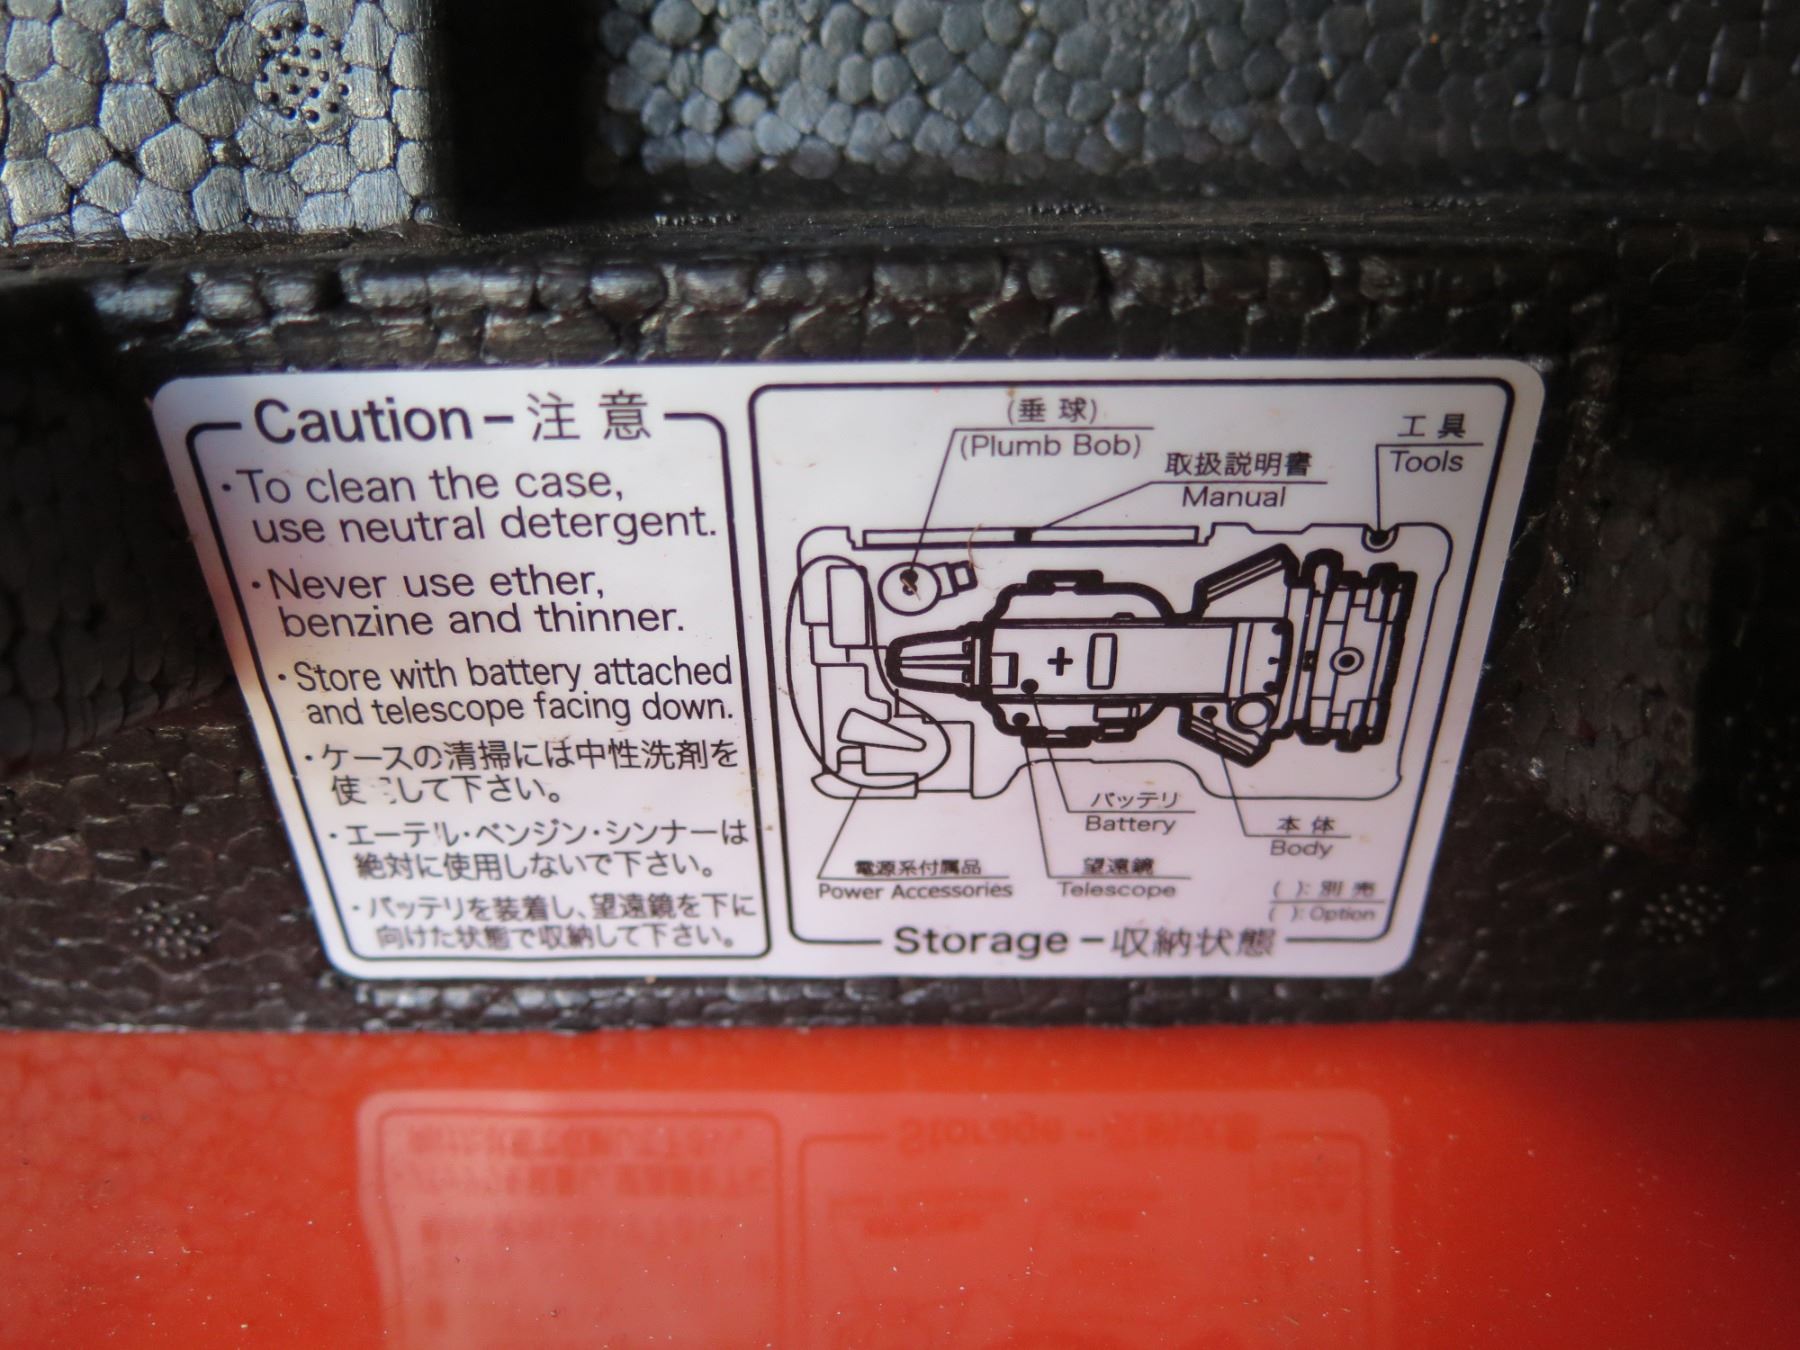 Caution - 注意
・To clean the case,
use neutral detergent.
・Never use ether,
benzine and thinner.
・Store with battery attached
and telescope facing down.
・ケースの清掃には中性洗剤を
使 して下さい。
・エーテル・ベンジン・シンナーは
絶対に使用しないで下さい。
・バッテリを装着し、望遠鏡を下に
向けた状態で収納して下さい。
(垂球)
(Plumb Bob)
取扱説明書
Manual
工具
Tools
バッテリ
Battery
本体
Body
電源系付属品
Power Accessories
望遠鏡
Telescope
( ): 別売
( ): Option
Storage - 収納状態